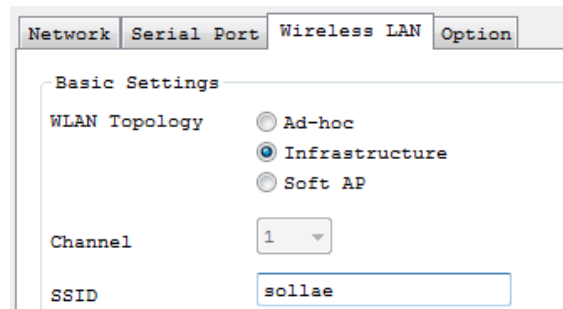 Network Serial Port Wireless LAN Option
Basic Settings
WLAN Topology Ad-hoc
Infrastructure
Soft AP
Channel 1
SSID sollae